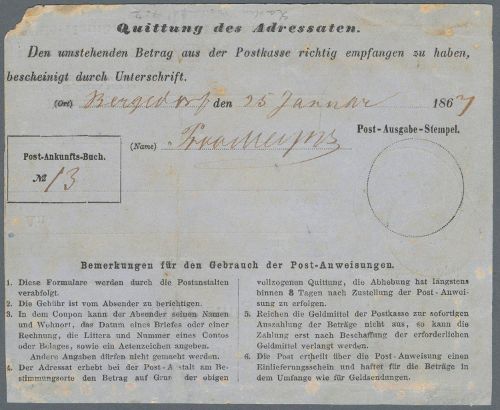 Quittung des Adressaten.
Den umstehenden Betrag aus der Postkasse richtig empfangen zu haben,
bescheinigt durch Unterschrift.
(Ort) Bergedorf den 25 Januar 1867
Post-Ausgabe-Stempel.
(Name)
Post-Ankunfts-Buch.
№ 13
Bemerkungen für den Gebrauch der Post-Anweisungen.
1. Diese Formulare werden durch die Postanstalten
verabfolgt.
2. Die Gebühr ist vom Absender zu berichtigen.
3. In dem Coupon kann der Absender seinen Namen
und Wohnort, das Datum eines Briefes oder einer
Rechnung, die Littera und Nummer eines Contos
oder Belages, sowie ein Actenzeichen angeben.
Andere Angaben dürfen nicht gemacht werden.
4. Der Adressat erhebt bei der Post-Anstalt am Be-
stimmungsorte den Betrag auf Grund der obigen
vollzogenen Quittung, die Abhebung hat längstens
binnen 8 Tagen nach Zustellung der Post-Anwei-
sung zu erfolgen.
5. Reichen die Geldmittel der Postkasse zur sofortigen
Auszahlung der Beträge nicht aus, so kann die
Zahlung erst nach Beschaffung der erforderlichen
Geldmittel verlangt werden.
6. Die Post ertheilt über die Post-Anweisung einen
Einlieferungsschein und haftet für die Beträge in
dem Umfange wie für Geldsendungen.